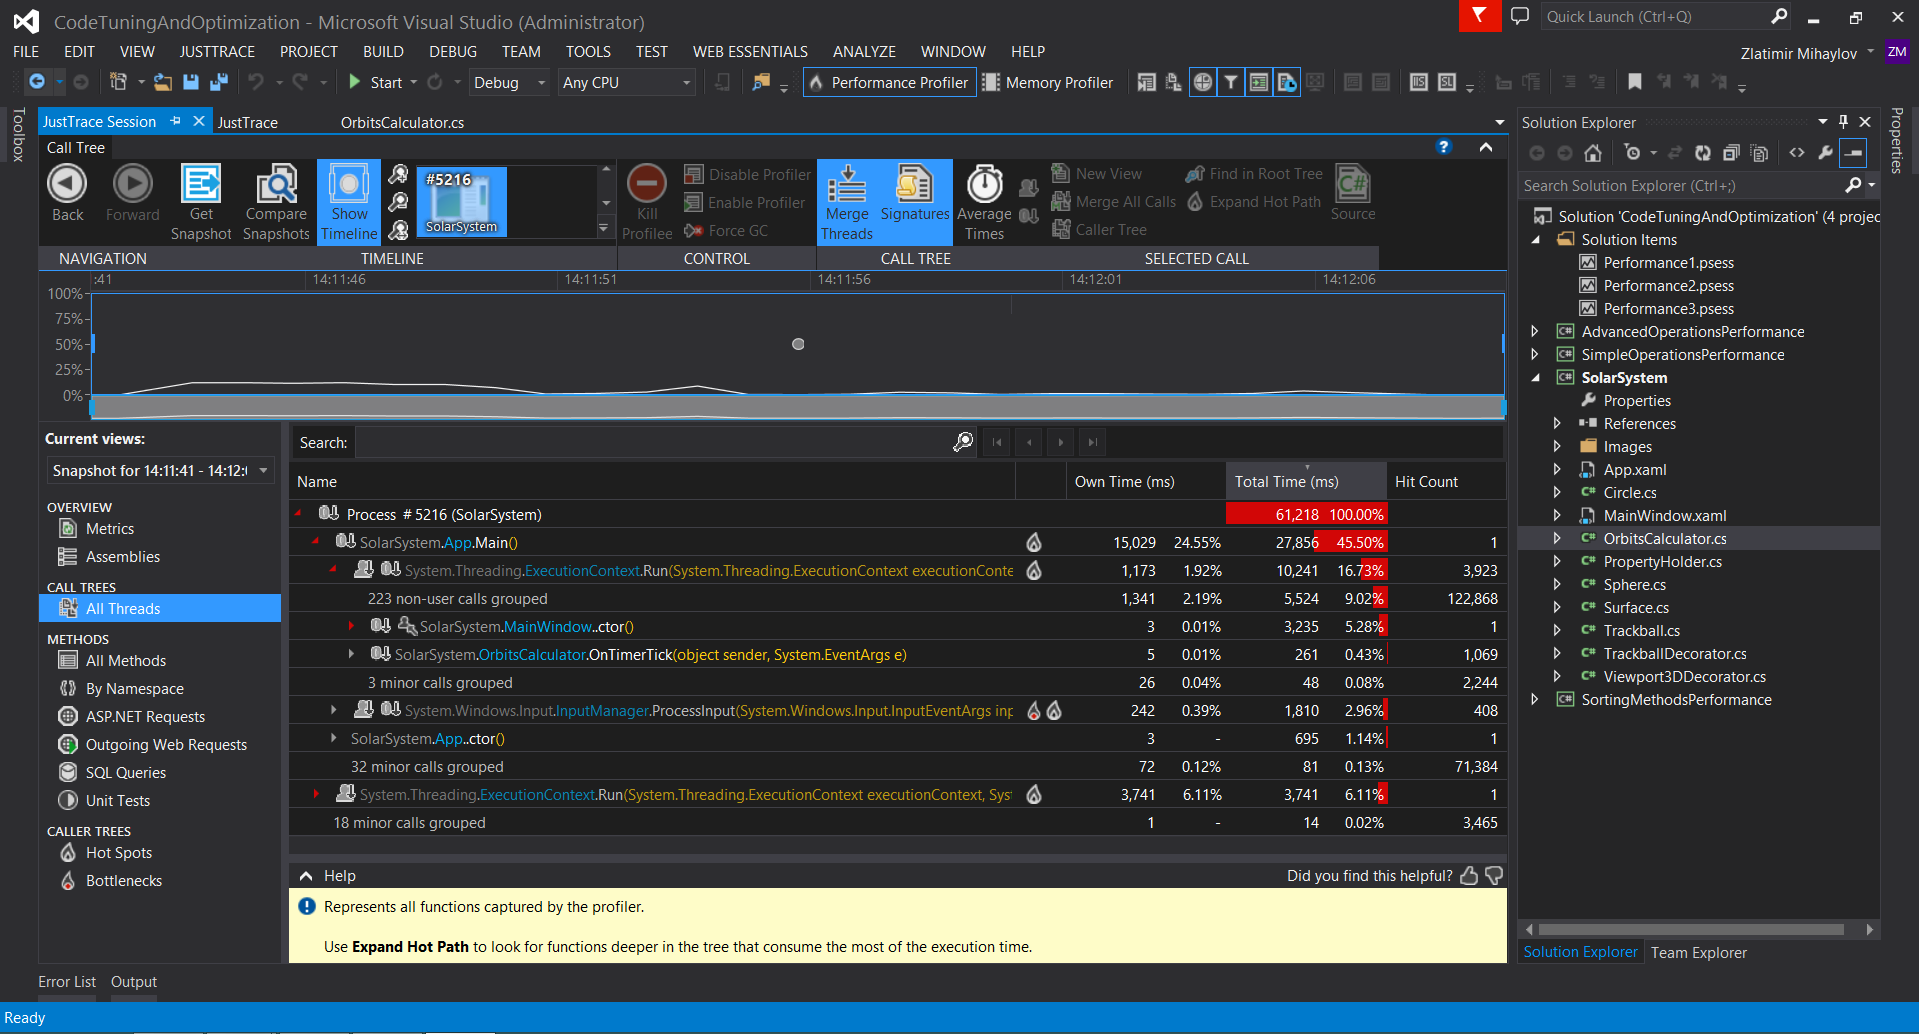 CodeTuningAndOptimization - Microsoft Visual Studio (Administrator)
Quick Launch (Ctrl+Q)
FILE EDIT VIEW JUSTTRACE PROJECT BUILD DEBUG TEAM TOOLS TEST WEB ESSENTIALS ANALYZE WINDOW HELP
Zlatimir Mihaylov ZM
Start Debug Any CPU Performance Profiler Memory Profiler
Toolbox
JustTrace Session JustTrace OrbitsCalculator.cs
Call Tree
Back
Forward
Get Snapshot
Compare Snapshots
Show Timeline
#5216
SolarSystem
Kill Profilee
Disable Profiler
Enable Profiler
Force GC
Merge Threads
Signatures
Average Times
New View
Merge All Calls
Caller Tree
Find in Root Tree
Expand Hot Path
Source
NAVIGATION TIMELINE CONTROL CALL TREE SELECTED CALL
:41 14:11:46 14:11:51 14:11:56 14:12:01 14:12:06
100%
75%
50%
25%
0%
Current views:
Snapshot for 14:11:41 - 14:12:
OVERVIEW
Metrics
Assemblies
CALL TREES
All Threads
METHODS
All Methods
By Namespace
ASP.NET Requests
Outgoing Web Requests
SQL Queries
Unit Tests
CALLER TREES
Hot Spots
Bottlenecks
Search:
Name Own Time (ms) Total Time (ms) Hit Count
Process # 5216 (SolarSystem) 61,218 100.00%
SolarSystem.App.Main() 15,029 24.55% 27,856 45.50% 1
System.Threading.ExecutionContext.Run(System.Threading.ExecutionContext executionConte 1,173 1.92% 10,241 16.73% 3,923
223 non-user calls grouped 1,341 2.19% 5,524 9.02% 122,868
SolarSystem.MainWindow..ctor() 3 0.01% 3,235 5.28% 1
SolarSystem.OrbitsCalculator.OnTimerTick(object sender, System.EventArgs e) 5 0.01% 261 0.43% 1,069
3 minor calls grouped 26 0.04% 48 0.08% 2,244
System.Windows.Input.InputManager.ProcessInput(System.Windows.Input.InputEventArgs inp 242 0.39% 1,810 2.96% 408
SolarSystem.App..ctor() 3 - 695 1.14% 1
32 minor calls grouped 72 0.12% 81 0.13% 71,384
System.Threading.ExecutionContext.Run(System.Threading.ExecutionContext executionContext, Syst 3,741 6.11% 3,741 6.11% 1
18 minor calls grouped 1 - 14 0.02% 3,465
Help
Did you find this helpful?
Represents all functions captured by the profiler.
Use Expand Hot Path to look for functions deeper in the tree that consume the most of the execution time.
Solution Explorer
Search Solution Explorer (Ctrl+;)
Solution 'CodeTuningAndOptimization' (4 projec
Solution Items
Performance1.psess
Performance2.psess
Performance3.psess
AdvancedOperationsPerformance
SimpleOperationsPerformance
SolarSystem
Properties
References
Images
App.xaml
Circle.cs
MainWindow.xaml
OrbitsCalculator.cs
PropertyHolder.cs
Sphere.cs
Surface.cs
Trackball.cs
TrackballDecorator.cs
Viewport3DDecorator.cs
SortingMethodsPerformance
Solution Explorer Team Explorer
Properties
Error List Output
Ready